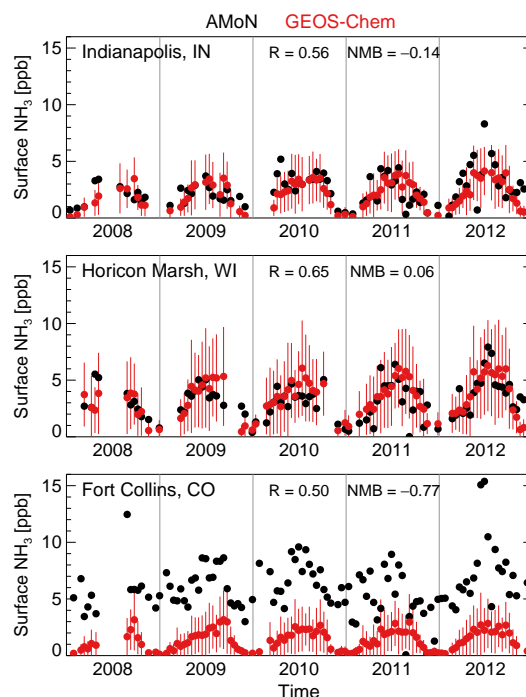 AMoN GEOS-Chem
Indianapolis, IN R = 0.56 NMB = −0.14
15
10
5
0
Surface NH3 [ppb]
2008 2009 2010 2011 2012
Horicon Marsh, WI R = 0.65 NMB = 0.06
15
10
5
0
Surface NH3 [ppb]
2008 2009 2010 2011 2012
Fort Collins, CO R = 0.50 NMB = −0.77
15
10
5
0
Surface NH3 [ppb]
2008 2009 2010 2011 2012
Time